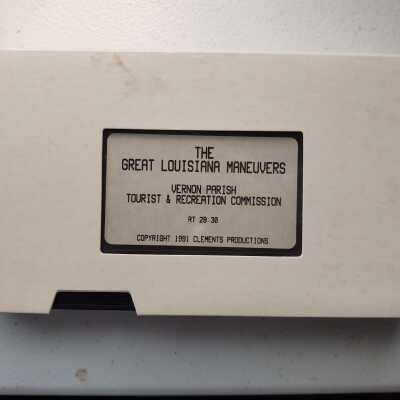 THE
GREAT LOUISIANA MANEUVERS
VERNON PARISH
TOURIST & RECREATION COMMISSION
RT 28:30
COPYRIGHT 1991 CLEMENTS PRODUCTIONS